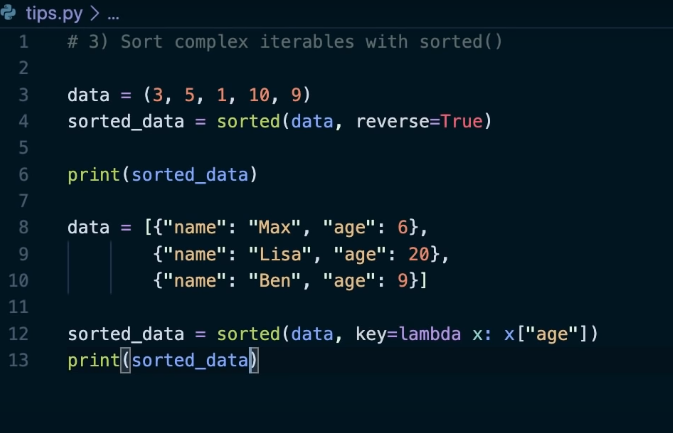 tips.py > ...
1 # 3) Sort complex iterables with sorted()
2
3 data = (3, 5, 1, 10, 9)
4 sorted_data = sorted(data, reverse=True)
5
6 print(sorted_data)
7
8 data = [{"name": "Max", "age": 6},
9         {"name": "Lisa", "age": 20},
10         {"name": "Ben", "age": 9}]
11
12 sorted_data = sorted(data, key=lambda x: x["age"])
13 print(sorted_data)